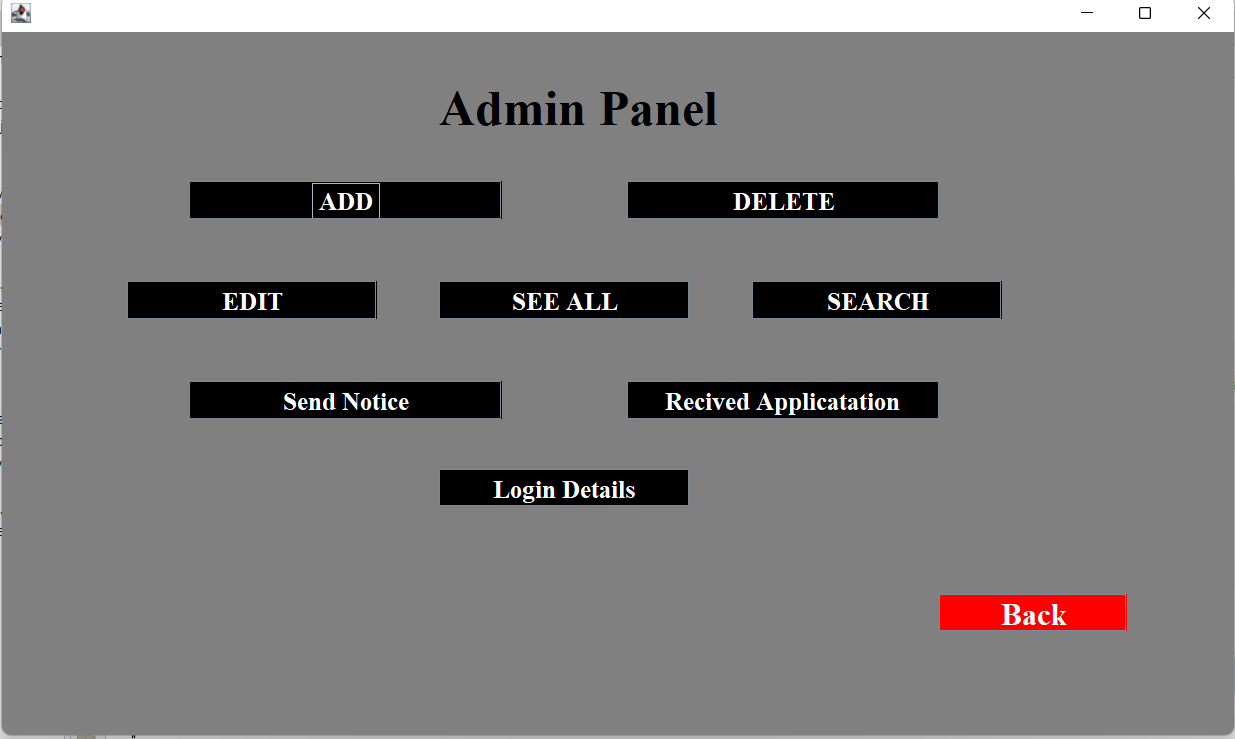 Admin Panel
ADD
DELETE
EDIT
SEE ALL
SEARCH
Send Notice
Recived Applicatation
Login Details
Back